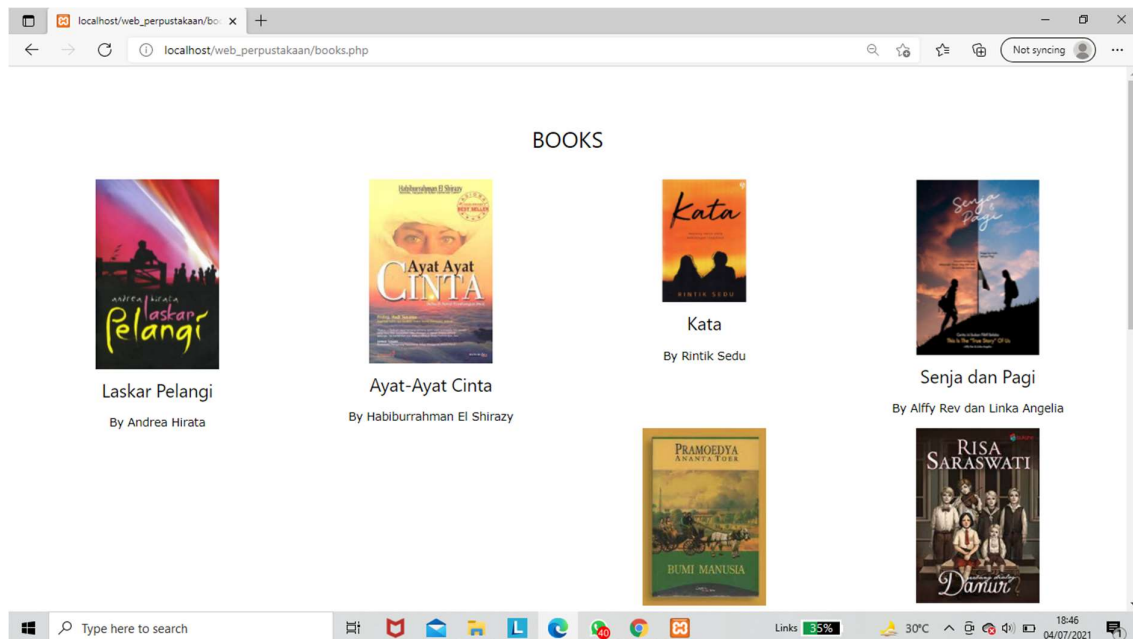 localhost/web_perpustakaan/bo
localhost/web_perpustakaan/books.php
Not syncing
BOOKS
andrea hirata
laskar
Pelangi
Laskar Pelangi
By Andrea Hirata
Habiburrahman El Shirazy
BEST SELLER
Ayat Ayat
CINTA
Ayat-Ayat Cinta
By Habiburrahman El Shirazy
Kata
RINTIK SEDU
Kata
By Rintik Sedu
Senja
&
Pagi
This Is The "True Story" Of Us
Senja dan Pagi
By Alffy Rev dan Linka Angelia
PRAMOEDYA
ANANTA TOER
BUMI MANUSIA
RISA
SARASWATI
Danur
Type here to search
40
Links 35%
30°C
18:46
04/07/2021
1